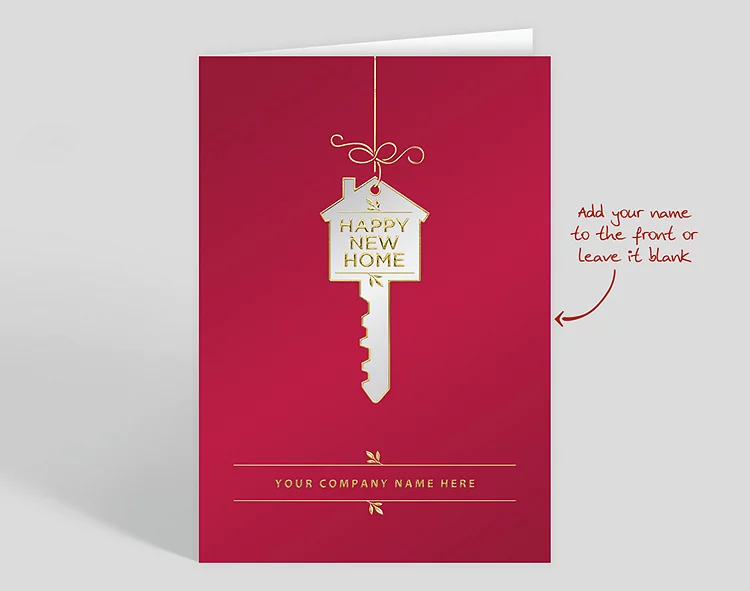 HAPPY
NEW
HOME
Add your name
to the front or
leave it blank
YOUR COMPANY NAME HERE